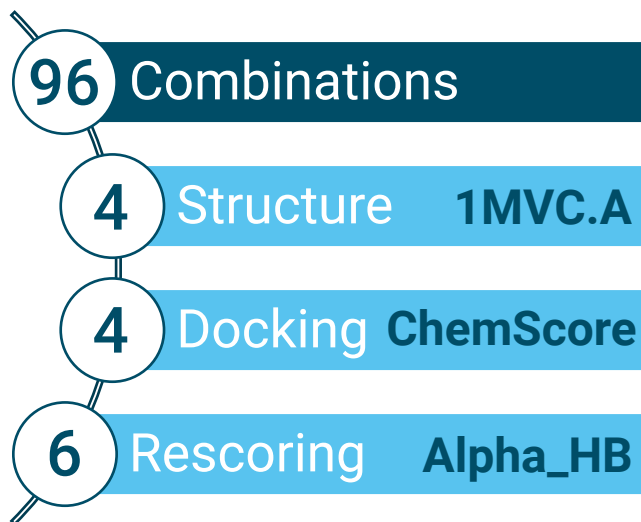 96 Combinations
4 Structure 1MVC.A
4 Docking ChemScore
6 Rescoring Alpha_HB